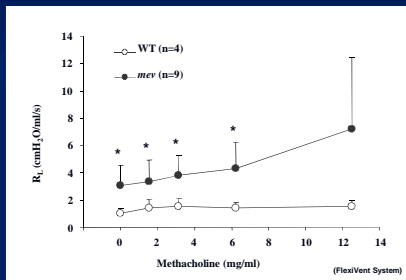 14
12
10
8
6
4
2
0
R_L (cmH₂O/ml/s)
WT (n=4)
mev (n=9)
* * * *
0 2 4 6 8 10 12 14
Methacholine (mg/ml)
(FlexiVent System)